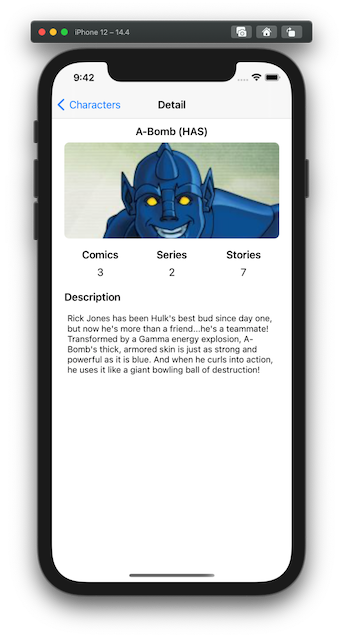 iPhone 12 – 14.4
9:42
Characters
Detail
A-Bomb (HAS)
Comics Series Stories
3 2 7
Description
Rick Jones has been Hulk's best bud since day one,
but now he's more than a friend...he's a teammate!
Transformed by a Gamma energy explosion, A-
Bomb's thick, armored skin is just as strong and
powerful as it is blue. And when he curls into action,
he uses it like a giant bowling ball of destruction!